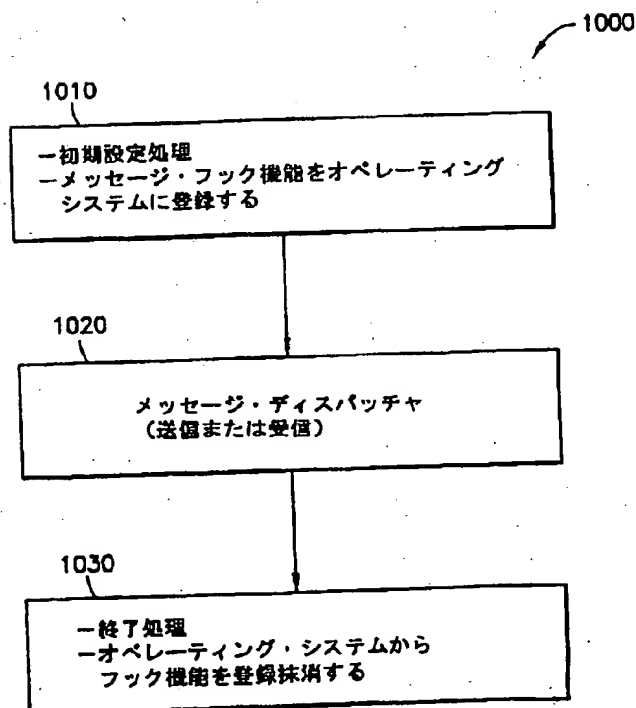 1000
1010
ー初期設定処理
ーメッセージ・フック機能をオペレーティング
システムに登録する
1020
メッセージ・ディスパッチャ
(送信または受信)
1030
ー終了処理
ーオペレーティング・システムから
フック機能を登録抹消する